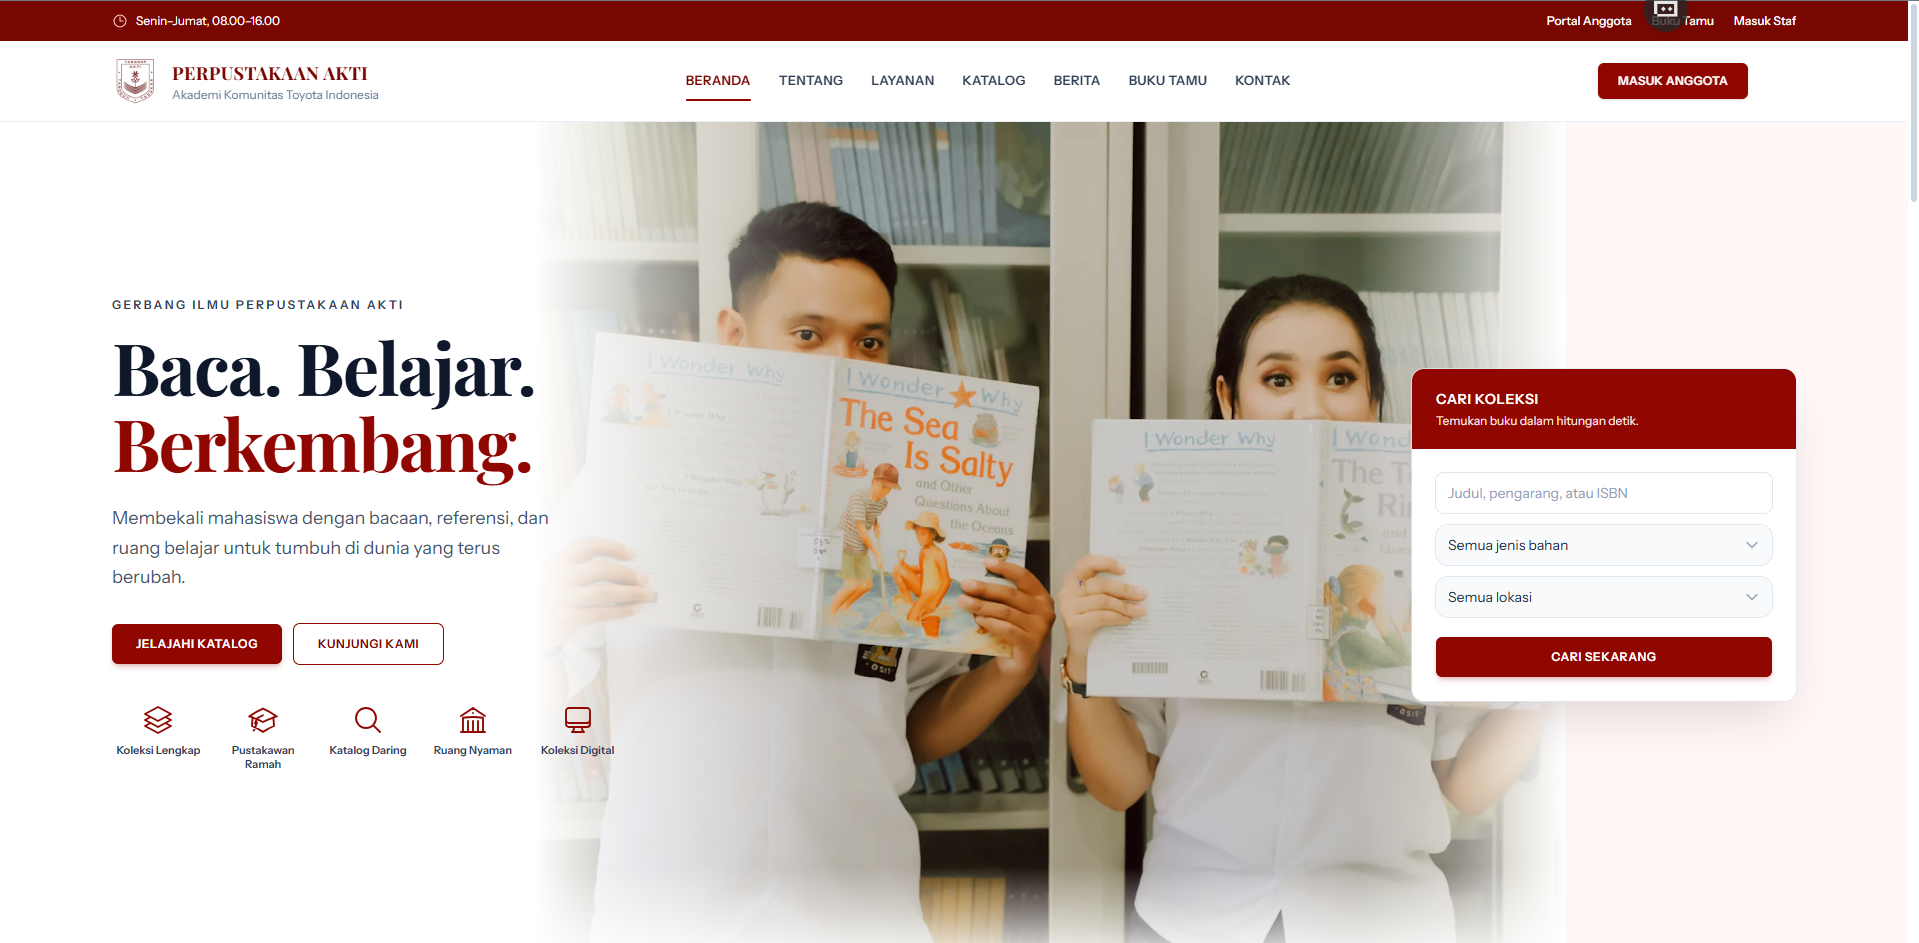 Senin–Jumat, 08.00–16.00
Portal Anggota
Buku Tamu
Masuk Staf
PERPUSTAKAAN AKTI
Akademi Komunitas Toyota Indonesia
BERANDA
TENTANG
LAYANAN
KATALOG
BERITA
BUKU TAMU
KONTAK
MASUK ANGGOTA
GERBANG ILMU PERPUSTAKAAN AKTI
Baca. Belajar.
Berkembang.
Membekali mahasiswa dengan bacaan, referensi, dan
ruang belajar untuk tumbuh di dunia yang terus
berubah.
JELAJAHI KATALOG
KUNJUNGI KAMI
Koleksi Lengkap
Pustakawan
Ramah
Katalog Daring
Ruang Nyaman
Koleksi Digital
I Wonder Why
I Wonder Why
The Sea
Is Salty
and Other
Questions About
the Oceans
I Wonder Why
I Wonder Why
OSIS
OSIS
CARI KOLEKSI
Temukan buku dalam hitungan detik.
Judul, pengarang, atau ISBN
Semua jenis bahan
Semua lokasi
CARI SEKARANG